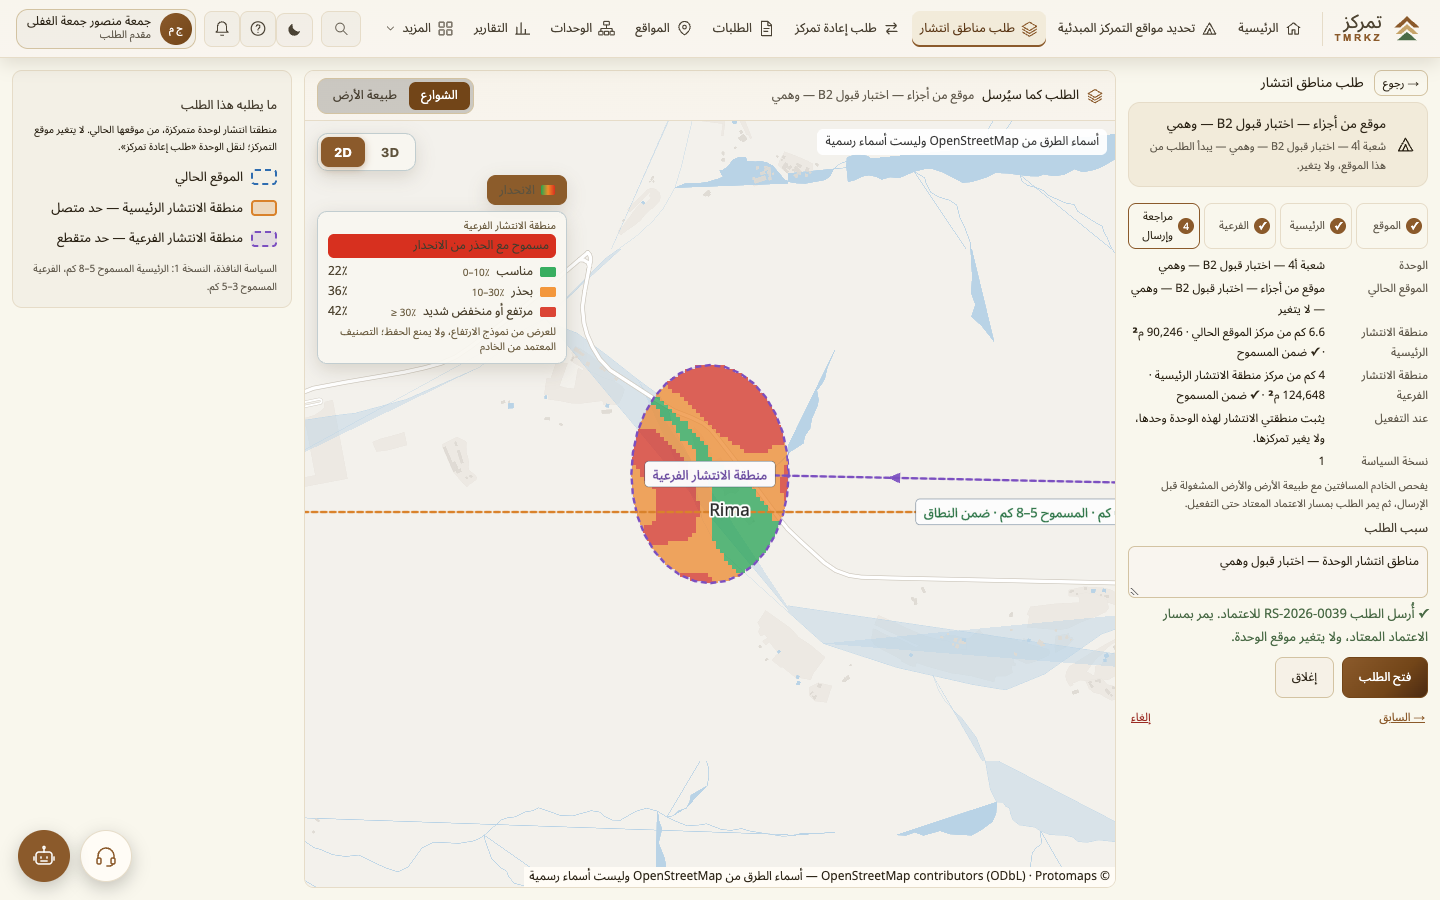 تمركز
TMRKZ
الرئيسية
تحديد مواقع التمركز المبدئية
طلب مناطق انتشار
طلب إعادة تمركز
الطلبات
المواقع
الوحدات
التقارير
المزيد
ج م
جمعة منصور جمعة الغفلي
مقدم الطلب
→ رجوع
طلب مناطق انتشار
موقع من أجزاء — اختبار قبول B2 — وهمي
شعبة 4أ — اختبار قبول B2 — وهمي — يبدأ الطلب من
هذا الموقع، ولا يتغير.
الموقع
الرئيسية
الفرعية
4
مراجعة
وإرسال
الوحدة
شعبة 4أ — اختبار قبول B2 — وهمي
الموقع الحالي
موقع من أجزاء — اختبار قبول B2 — وهمي
— لا يتغير
منطقة الانتشار
الرئيسية
6.6 كم من مركز الموقع الحالي · 90,246 م²
· ✓ ضمن المسموح
منطقة الانتشار
الفرعية
4 كم من مركز منطقة الانتشار الرئيسية ·
124,648 م² · ✓ ضمن المسموح
عند التفعيل
يثبت منطقتي الانتشار لهذه الوحدة وحدها،
ولا يغير تمركزها.
نسخة السياسة
1
يفحص الخادم المسافتين مع طبيعة الأرض والأرض المشغولة قبل
الإرسال، ثم يمر الطلب بمسار الاعتماد المعتاد حتى التفعيل.
سبب الطلب
مناطق انتشار الوحدة — اختبار قبول وهمي
✓ أُرسل الطلب RS-2026-0039 للاعتماد. يمر بمسار
الاعتماد المعتاد، ولا يتغير موقع الوحدة.
فتح الطلب
إغلاق
→ السابق
إلغاء
الطلب كما سيُرسل
موقع من أجزاء — اختبار قبول B2 — وهمي
الشوارع
طبيعة الأرض
أسماء الطرق من OpenStreetMap وليست أسماء رسمية
2D
3D
الانحدار
منطقة الانتشار الفرعية
مسموح مع الحذر من الانحدار
مناسب
0–10٪
22٪
بحذر
10–30٪
36٪
مرتفع أو منخفض شديد
≥ 30٪
42٪
للعرض من نموذج الارتفاع، ولا يمنع الحفظ؛ التصنيف
المعتمد من الخادم
منطقة الانتشار الفرعية
Rima
كم · المسموح 5–8 كم · ضمن النطاق
© OpenStreetMap contributors (ODbL) · Protomaps — أسماء الطرق من OpenStreetMap وليست أسماء رسمية
ما يطلبه هذا الطلب
منطقتا انتشار لوحدة متمركزة، من موقعها الحالي. لا يتغير موقع
التمركز؛ لنقل الوحدة «طلب إعادة تمركز».
الموقع الحالي
منطقة الانتشار الرئيسية — حد متصل
منطقة الانتشار الفرعية — حد متقطع
السياسة النافذة، النسخة 1: الرئيسية المسموح 5–8 كم، الفرعية
المسموح 3–5 كم.